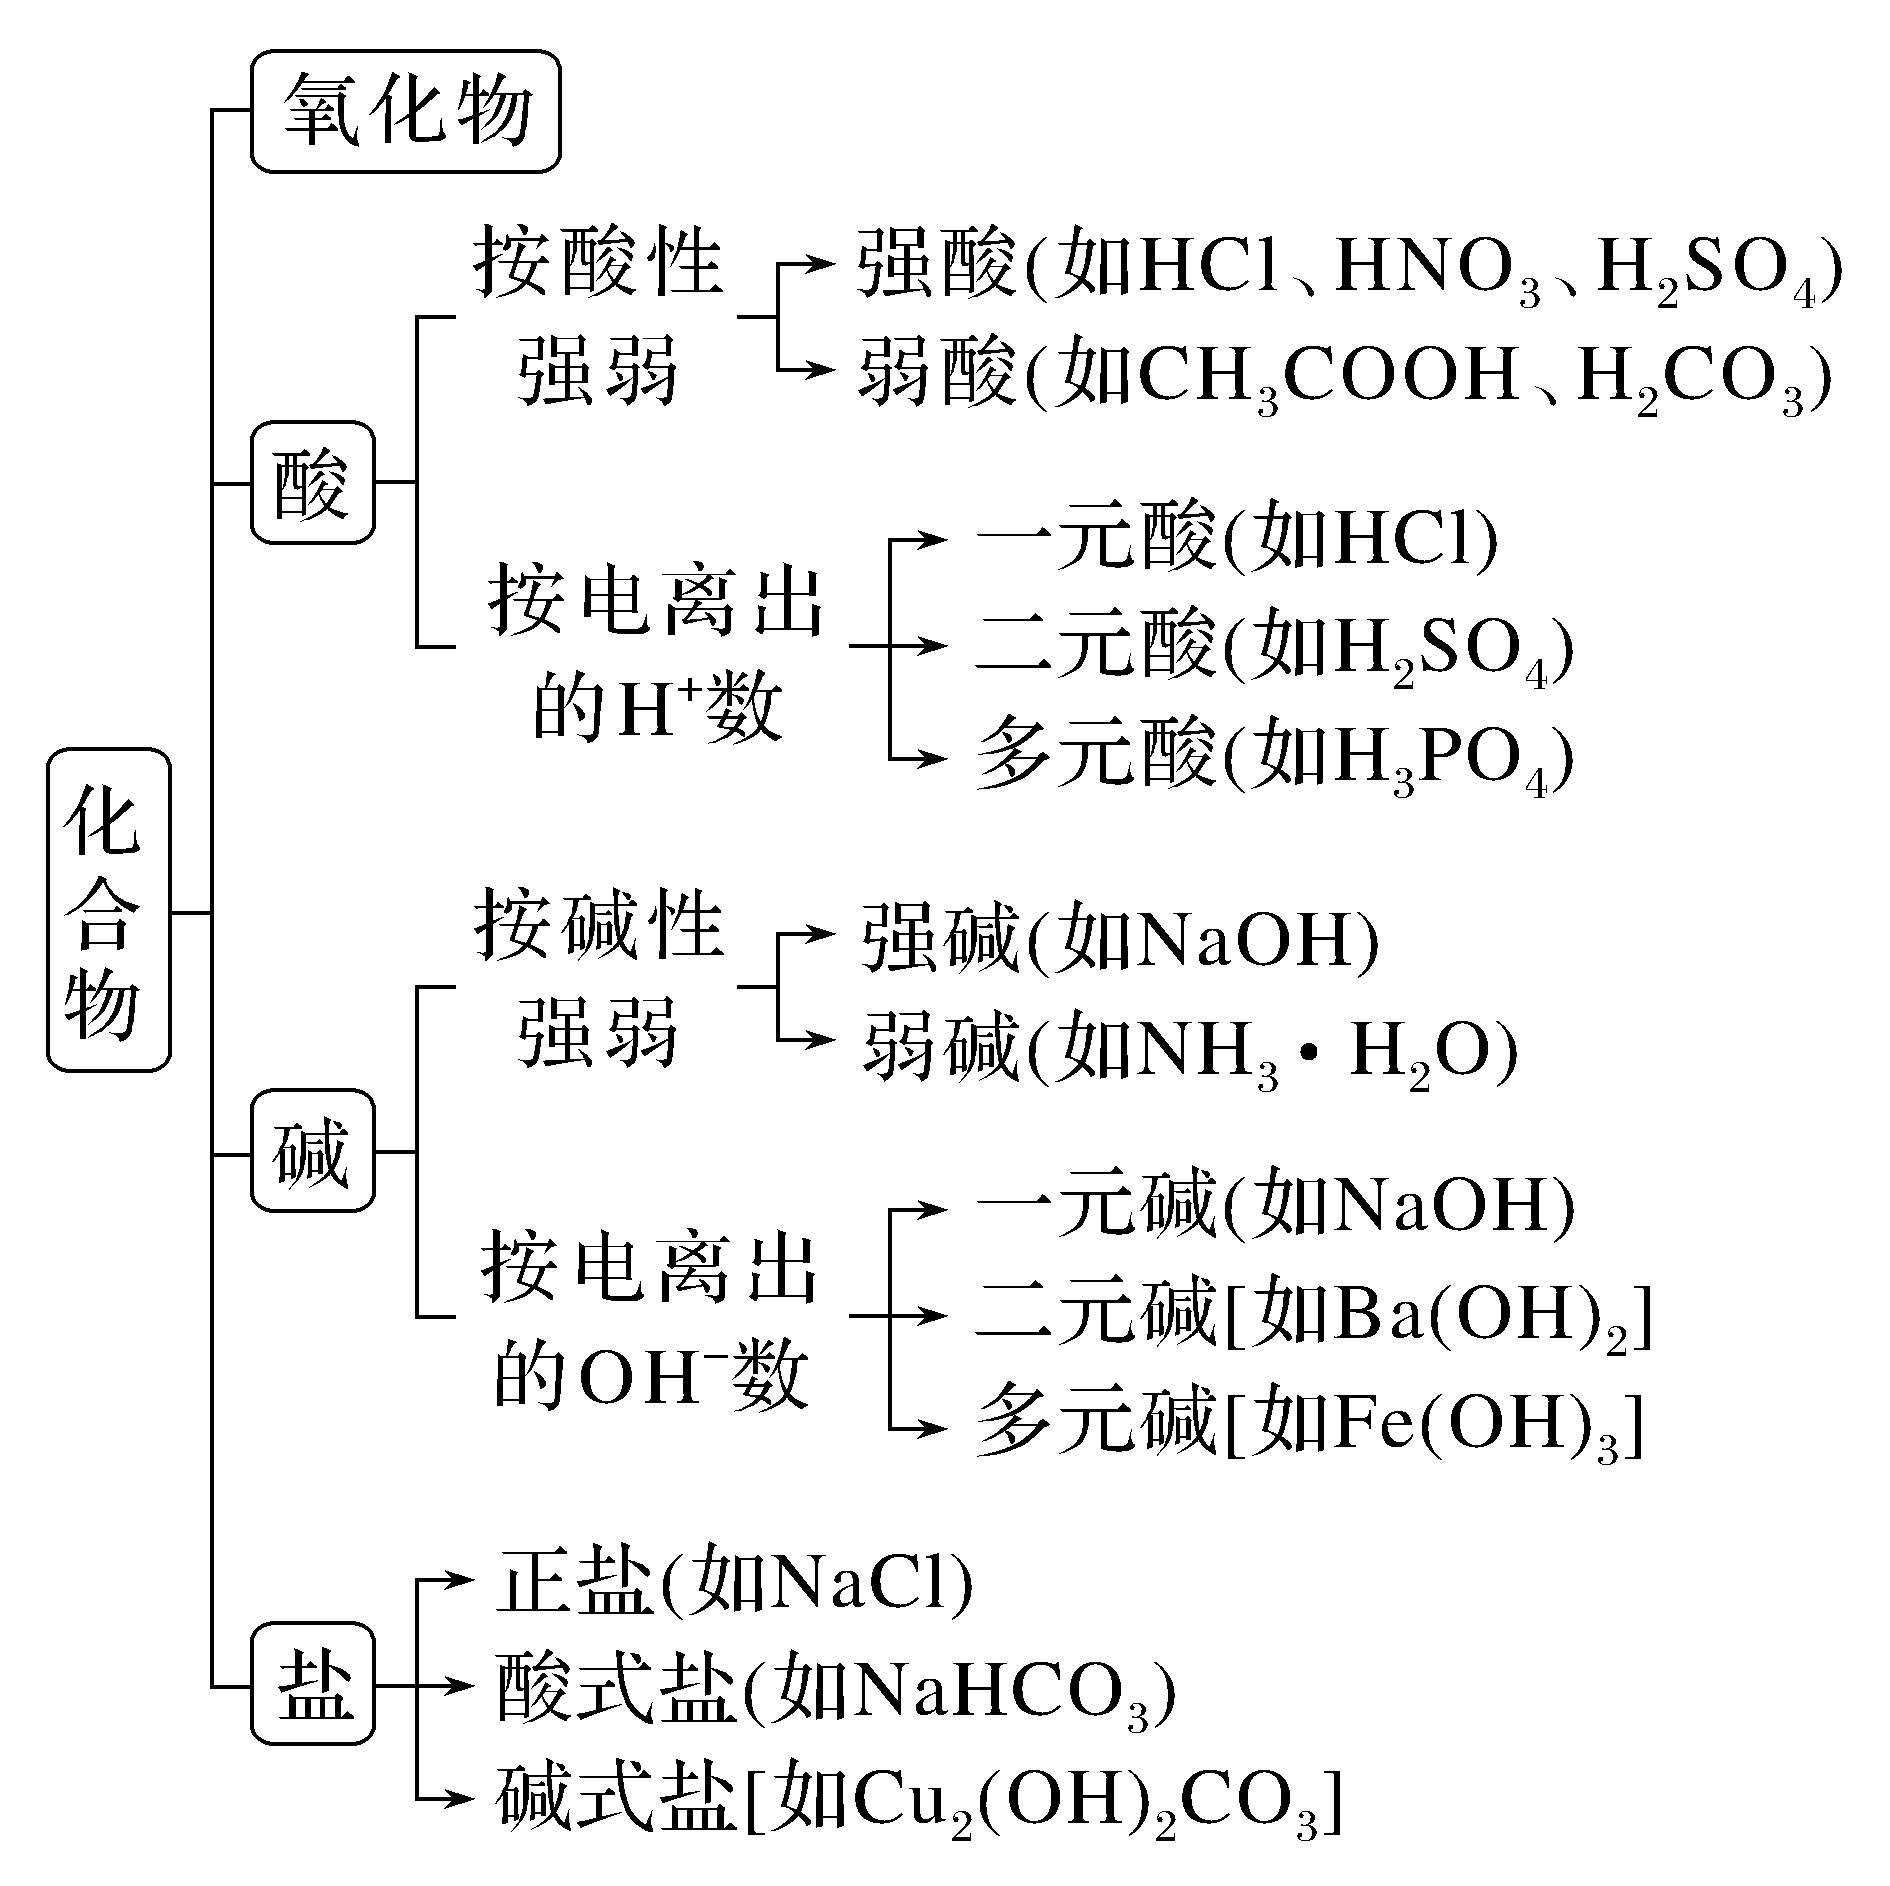 氧化物
按酸性
强弱
强酸(如HCl、HNO₃、H₂SO₄)
弱酸(如CH₃COOH、H₂CO₃)
酸
按电离出
的H⁺数
一元酸(如HCl)
二元酸(如H₂SO₄)
多元酸(如H₃PO₄)
化
合
物
按碱性
强弱
强碱(如NaOH)
弱碱(如NH₃·H₂O)
碱
按电离出
的OH⁻数
一元碱(如NaOH)
二元碱[如Ba(OH)₂]
多元碱[如Fe(OH)₃]
盐
正盐(如NaCl)
酸式盐(如NaHCO₃)
碱式盐[如Cu₂(OH)₂CO₃]